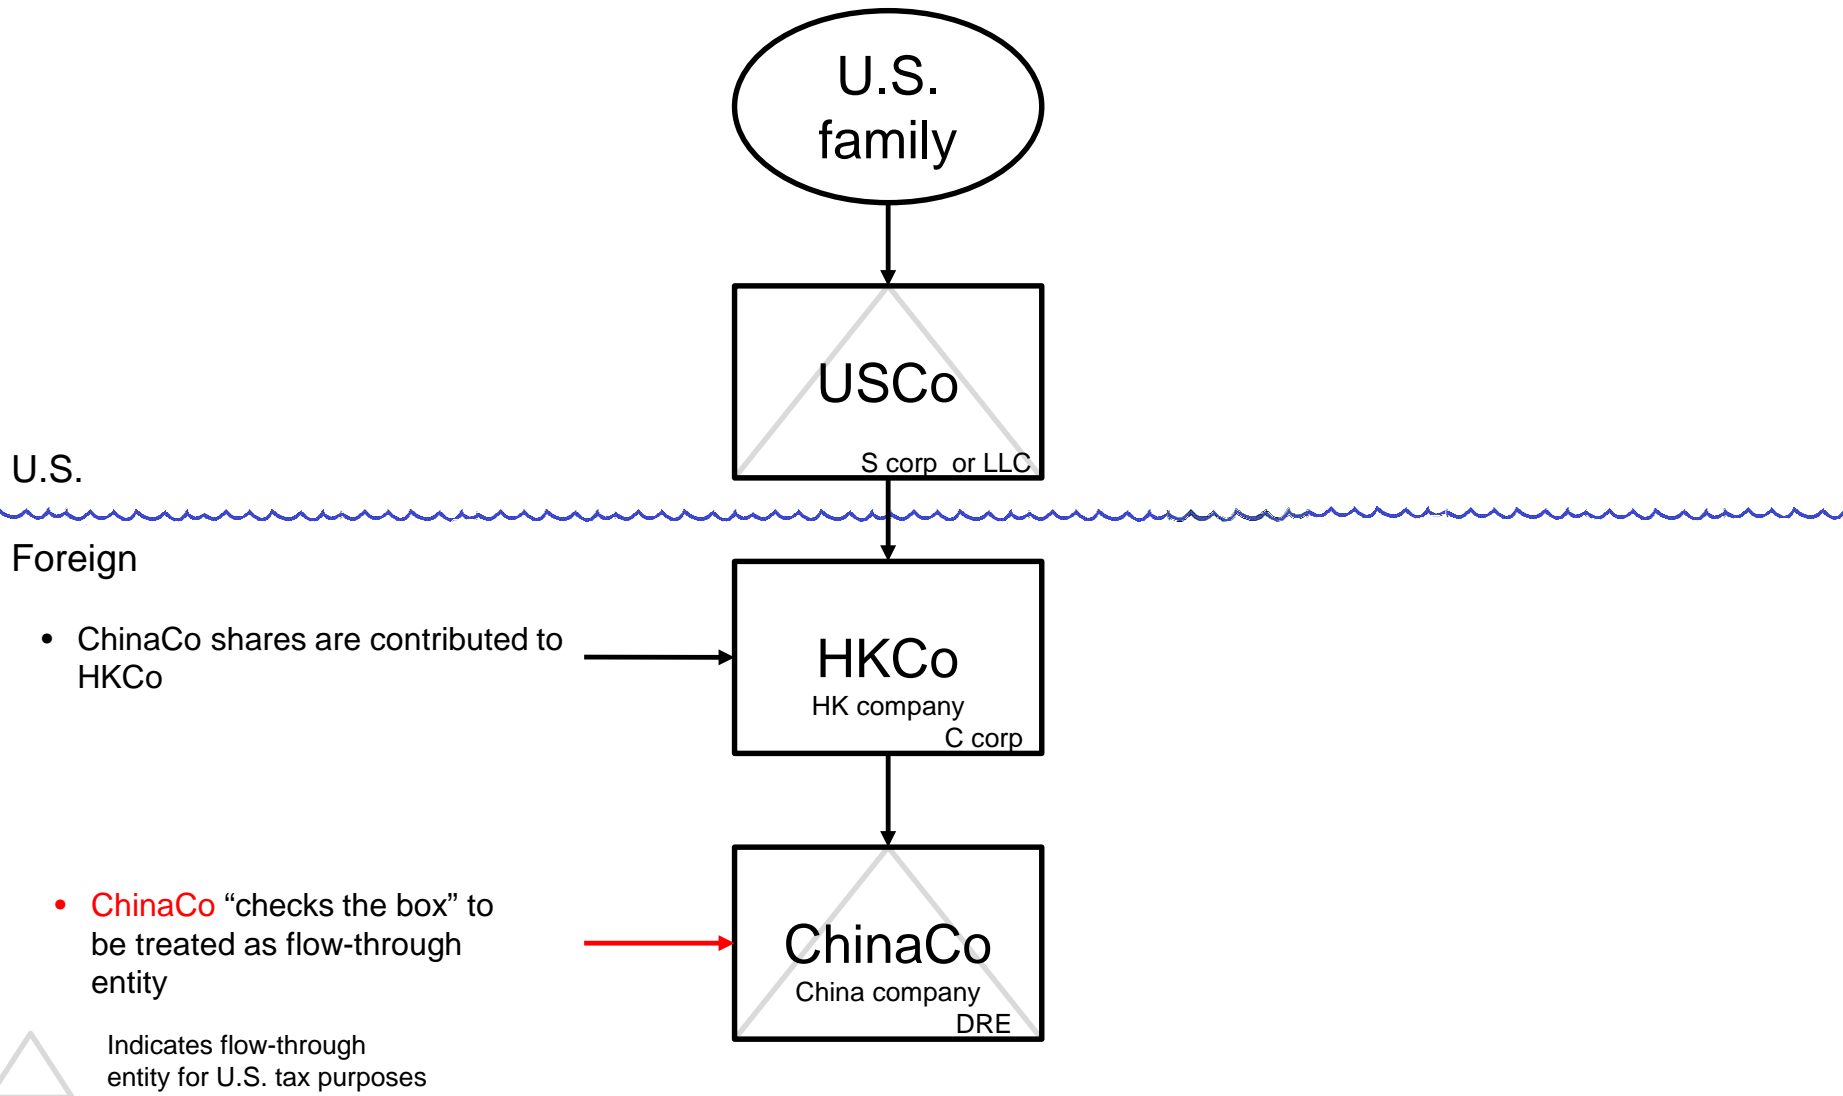 U.S.
family
USCo
S corp  or LLC
U.S.
Foreign
• ChinaCo shares are contributed to
HKCo
HKCo
HK company
C corp
• ChinaCo “checks the box” to
be treated as flow-through
entity
ChinaCo
China company
DRE
Indicates flow-through
entity for U.S. tax purposes